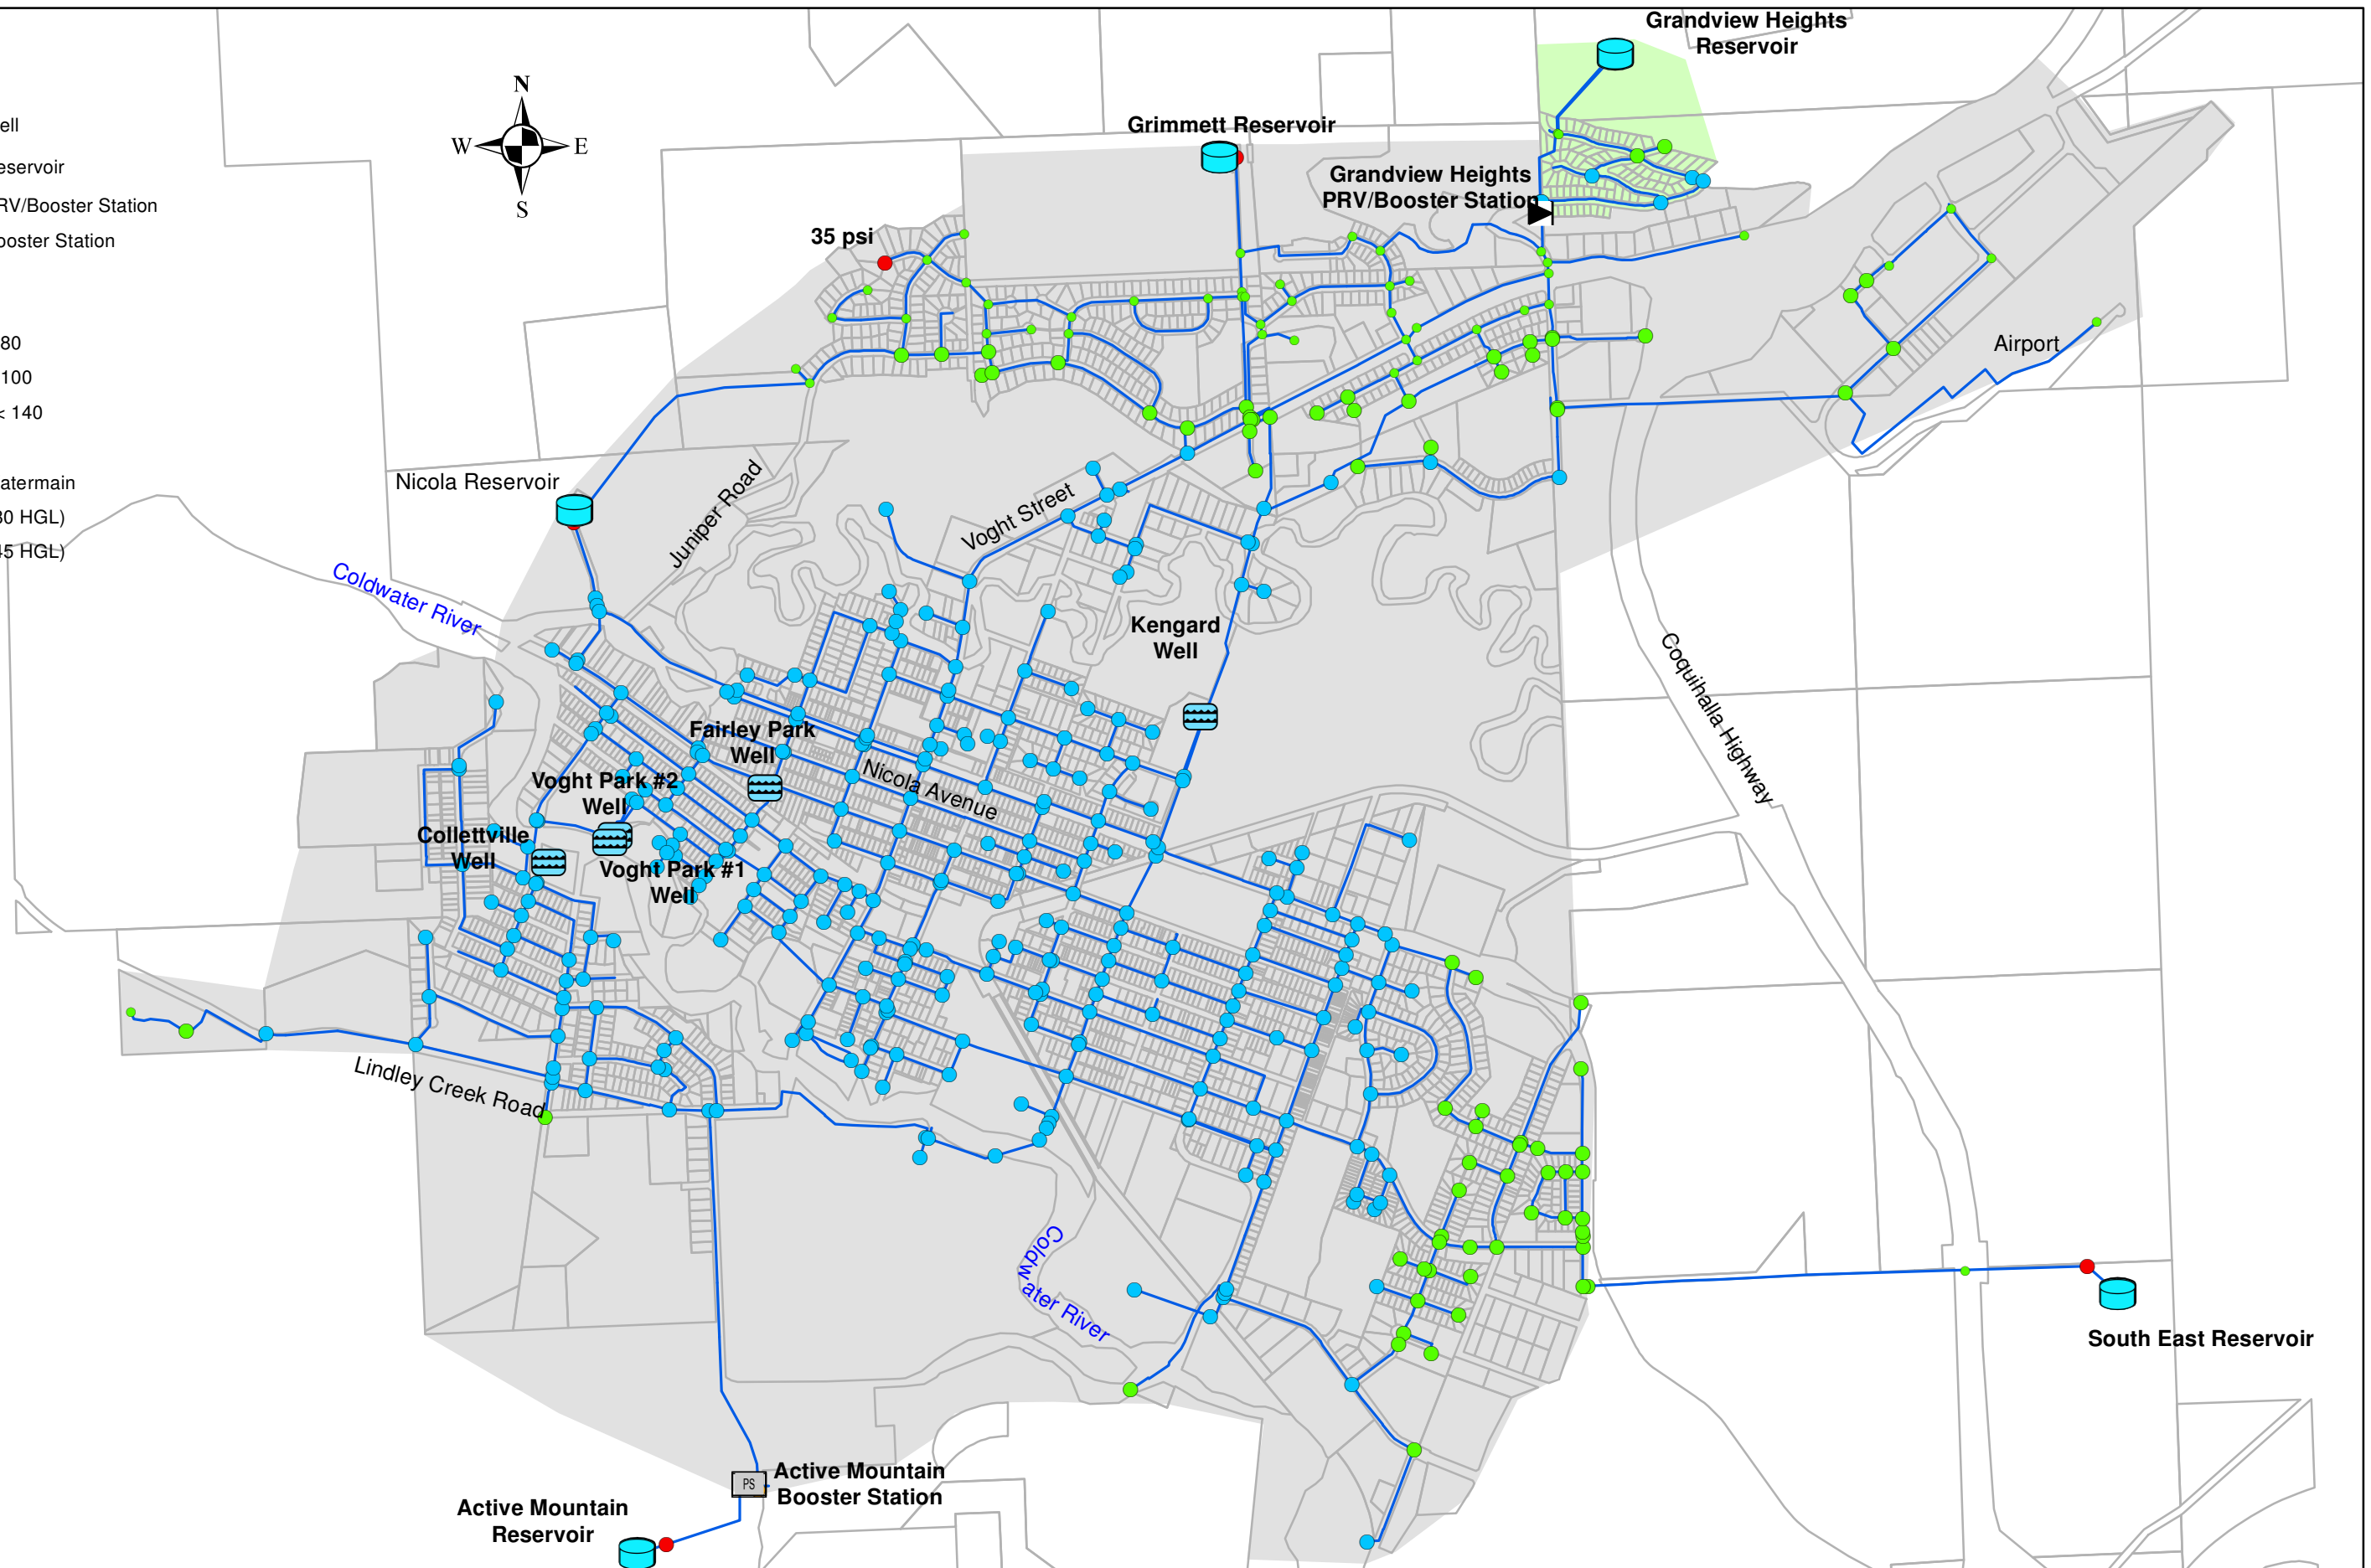 Grandview Heights
Reservoir
N
W
E
S
Grimmett Reservoir
Grandview Heights
PRV/Booster Station
35 psi
ell
eservoir
RV/Booster Station
ooster Station
80
100
< 140
atermain
30 HGL)
45 HGL)
Airport
Nicola Reservoir
Juniper Road
Voght Street
Coldwater River
Kengard
Well
Coquihalla Highway
Fairley Park
Well
Nicola Avenue
Voght Park #2
Well
Collettville
Well
Voght Park #1
Well
Lindley Creek Road
Coldwater River
South East Reservoir
PS
Active Mountain
Booster Station
Active Mountain
Reservoir